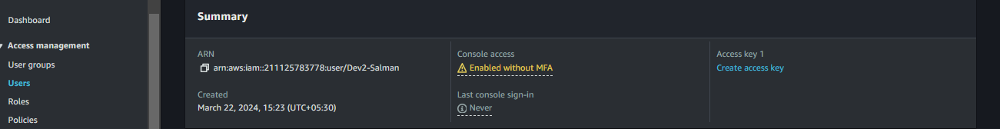 Dashboard
Access management
User groups
Users
Roles
Policies
Summary
ARN
arn:aws:iam::211125783778:user/Dev2-Salman
Created
March 22, 2024, 15:23 (UTC+05:30)
Console access
Enabled without MFA
Last console sign-in
Never
Access key 1
Create access key